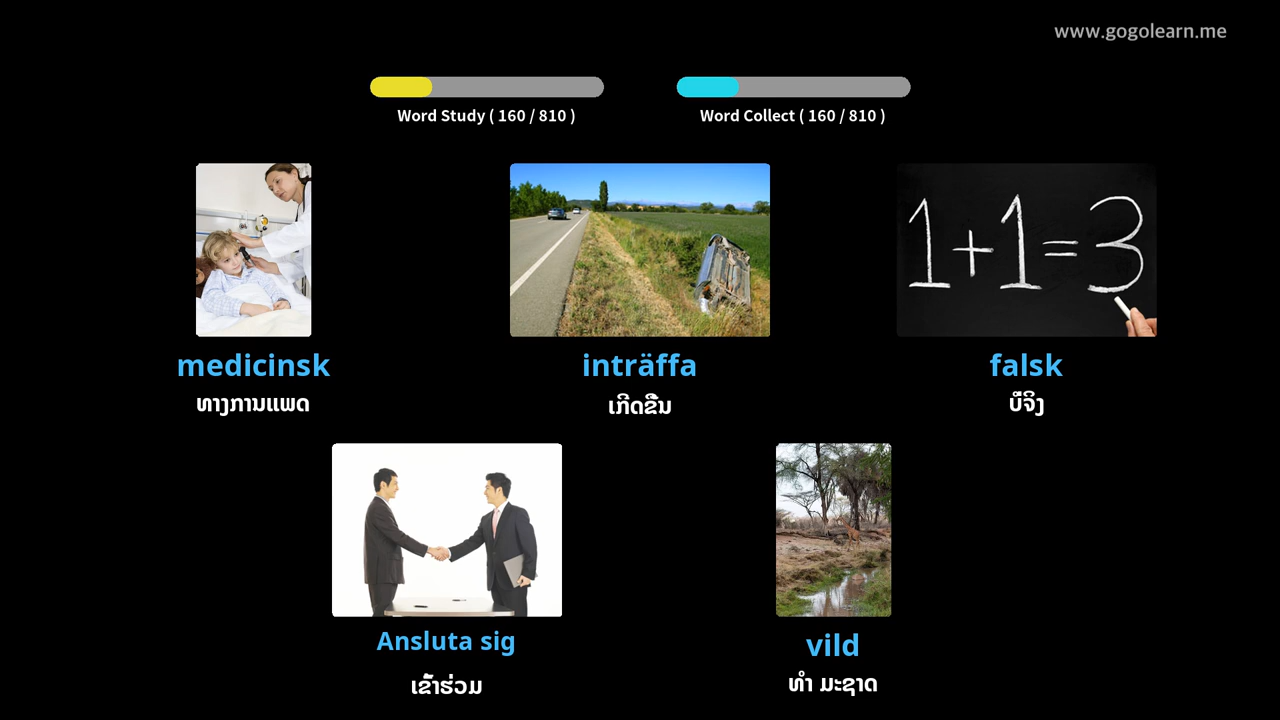 www.gogolearn.me
Word Study ( 160 / 810 )
Word Collect ( 160 / 810 )
1+1=3
medicinsk
ທາງການແພດ
inträffa
ເກີດຂຶ້ນ
falsk
ບໍ່ຈິງ
Ansluta sig
ເຂົ້າຮ່ວມ
vild
ທຳ ມະຊາດ